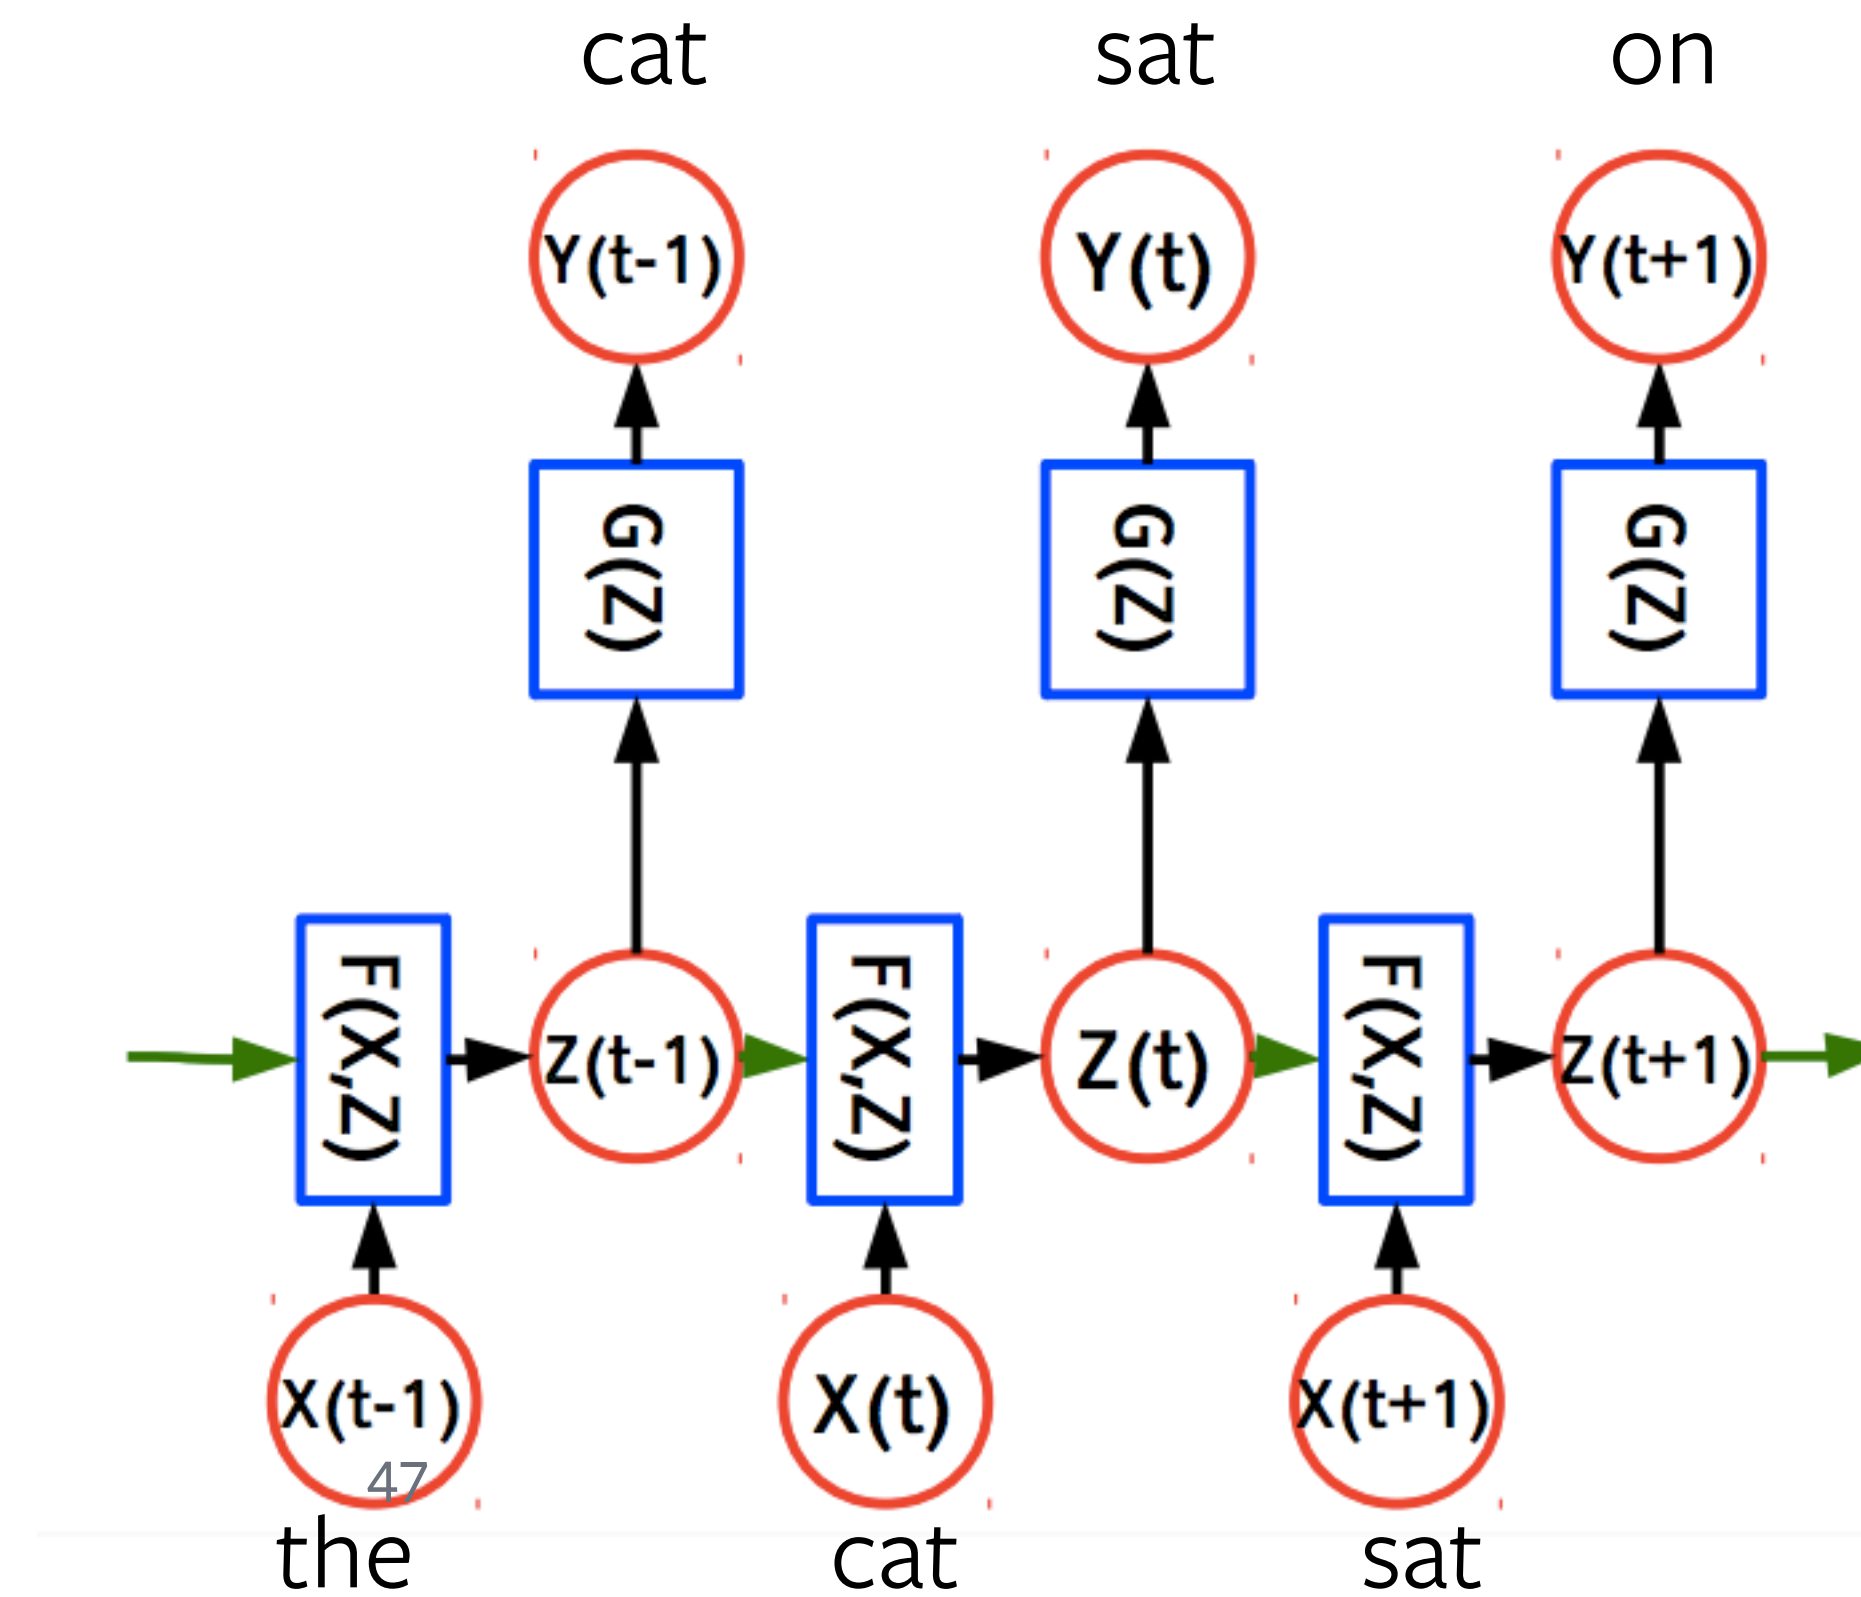 cat sat on
Y(t-1) Y(t) Y(t+1)
G(Z) G(Z) G(Z)
F(X,Z) Z(t-1) F(X,Z) Z(t) F(X,Z) Z(t+1)
X(t-1) X(t) X(t+1)
47
the cat sat